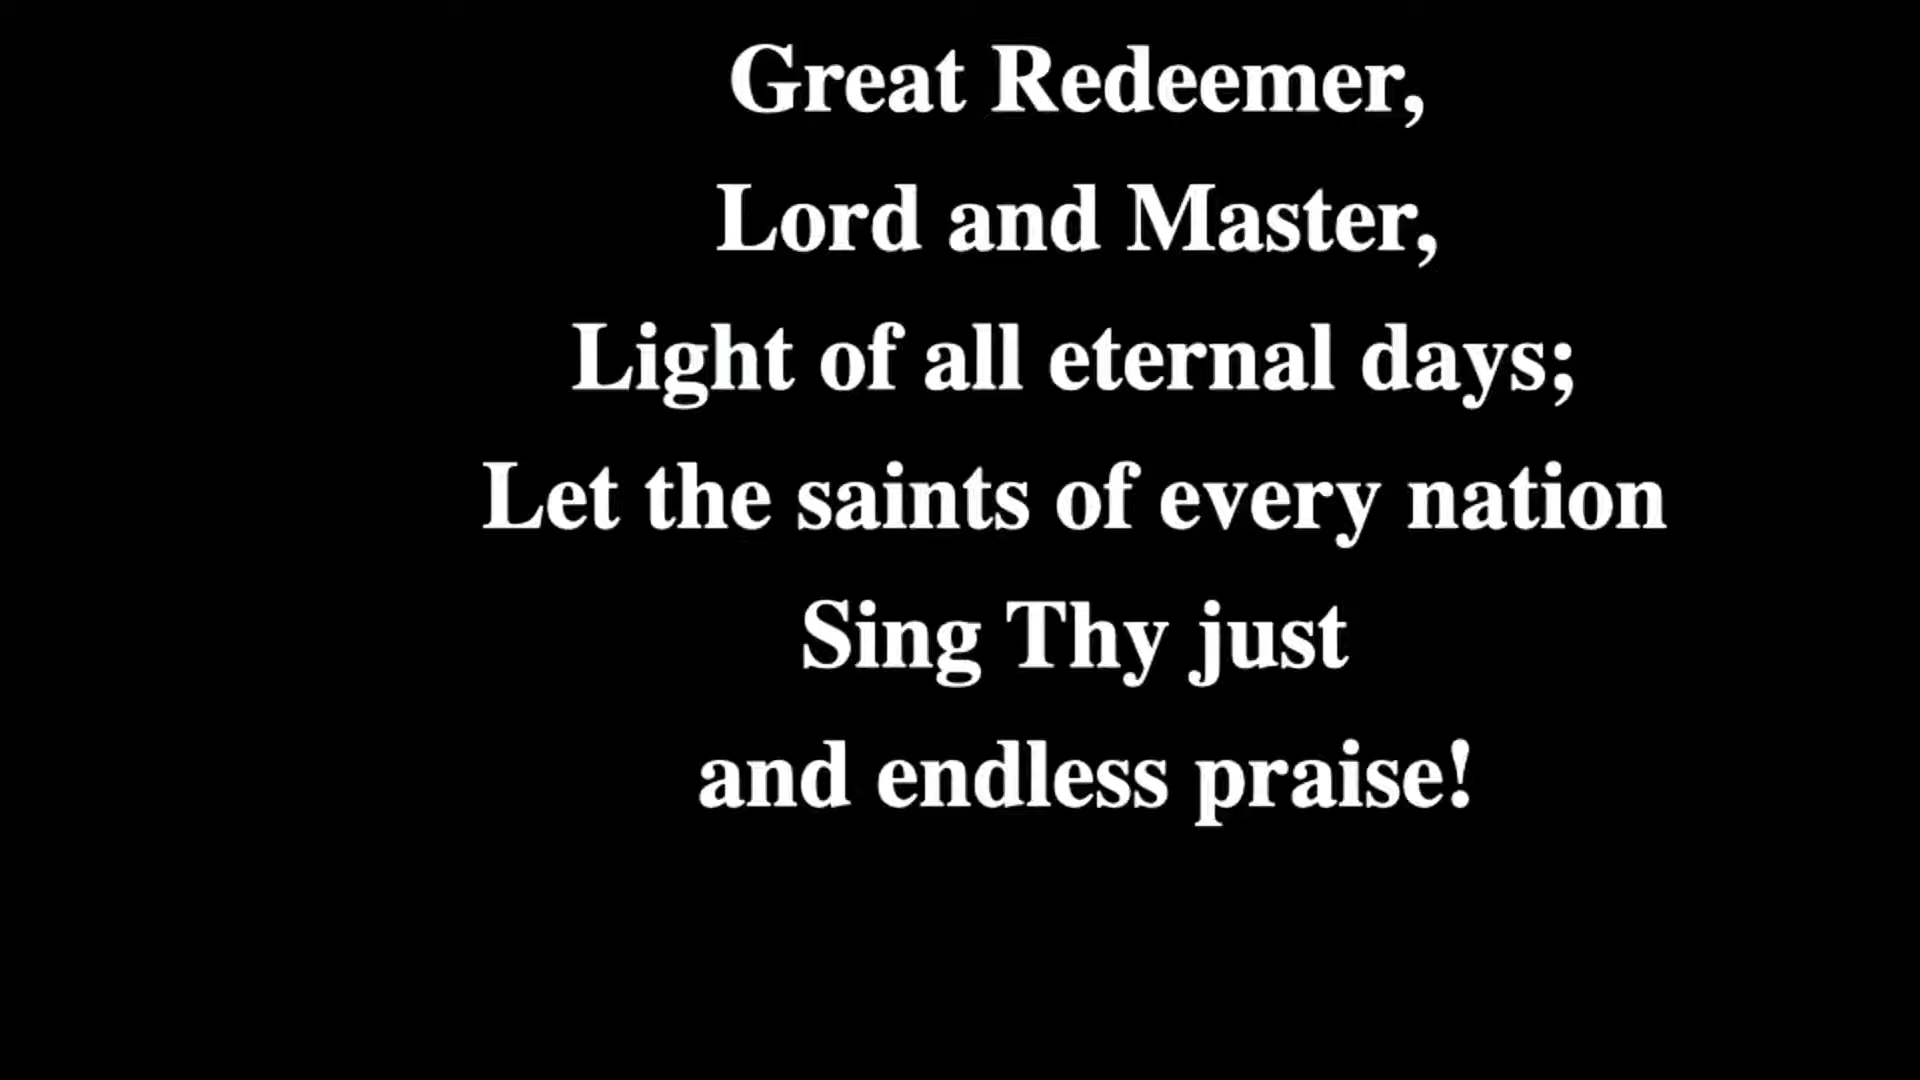 Great Redeemer,
Lord and Master,
Light of all eternal days;
Let the saints of every nation
Sing Thy just
and endless praise!